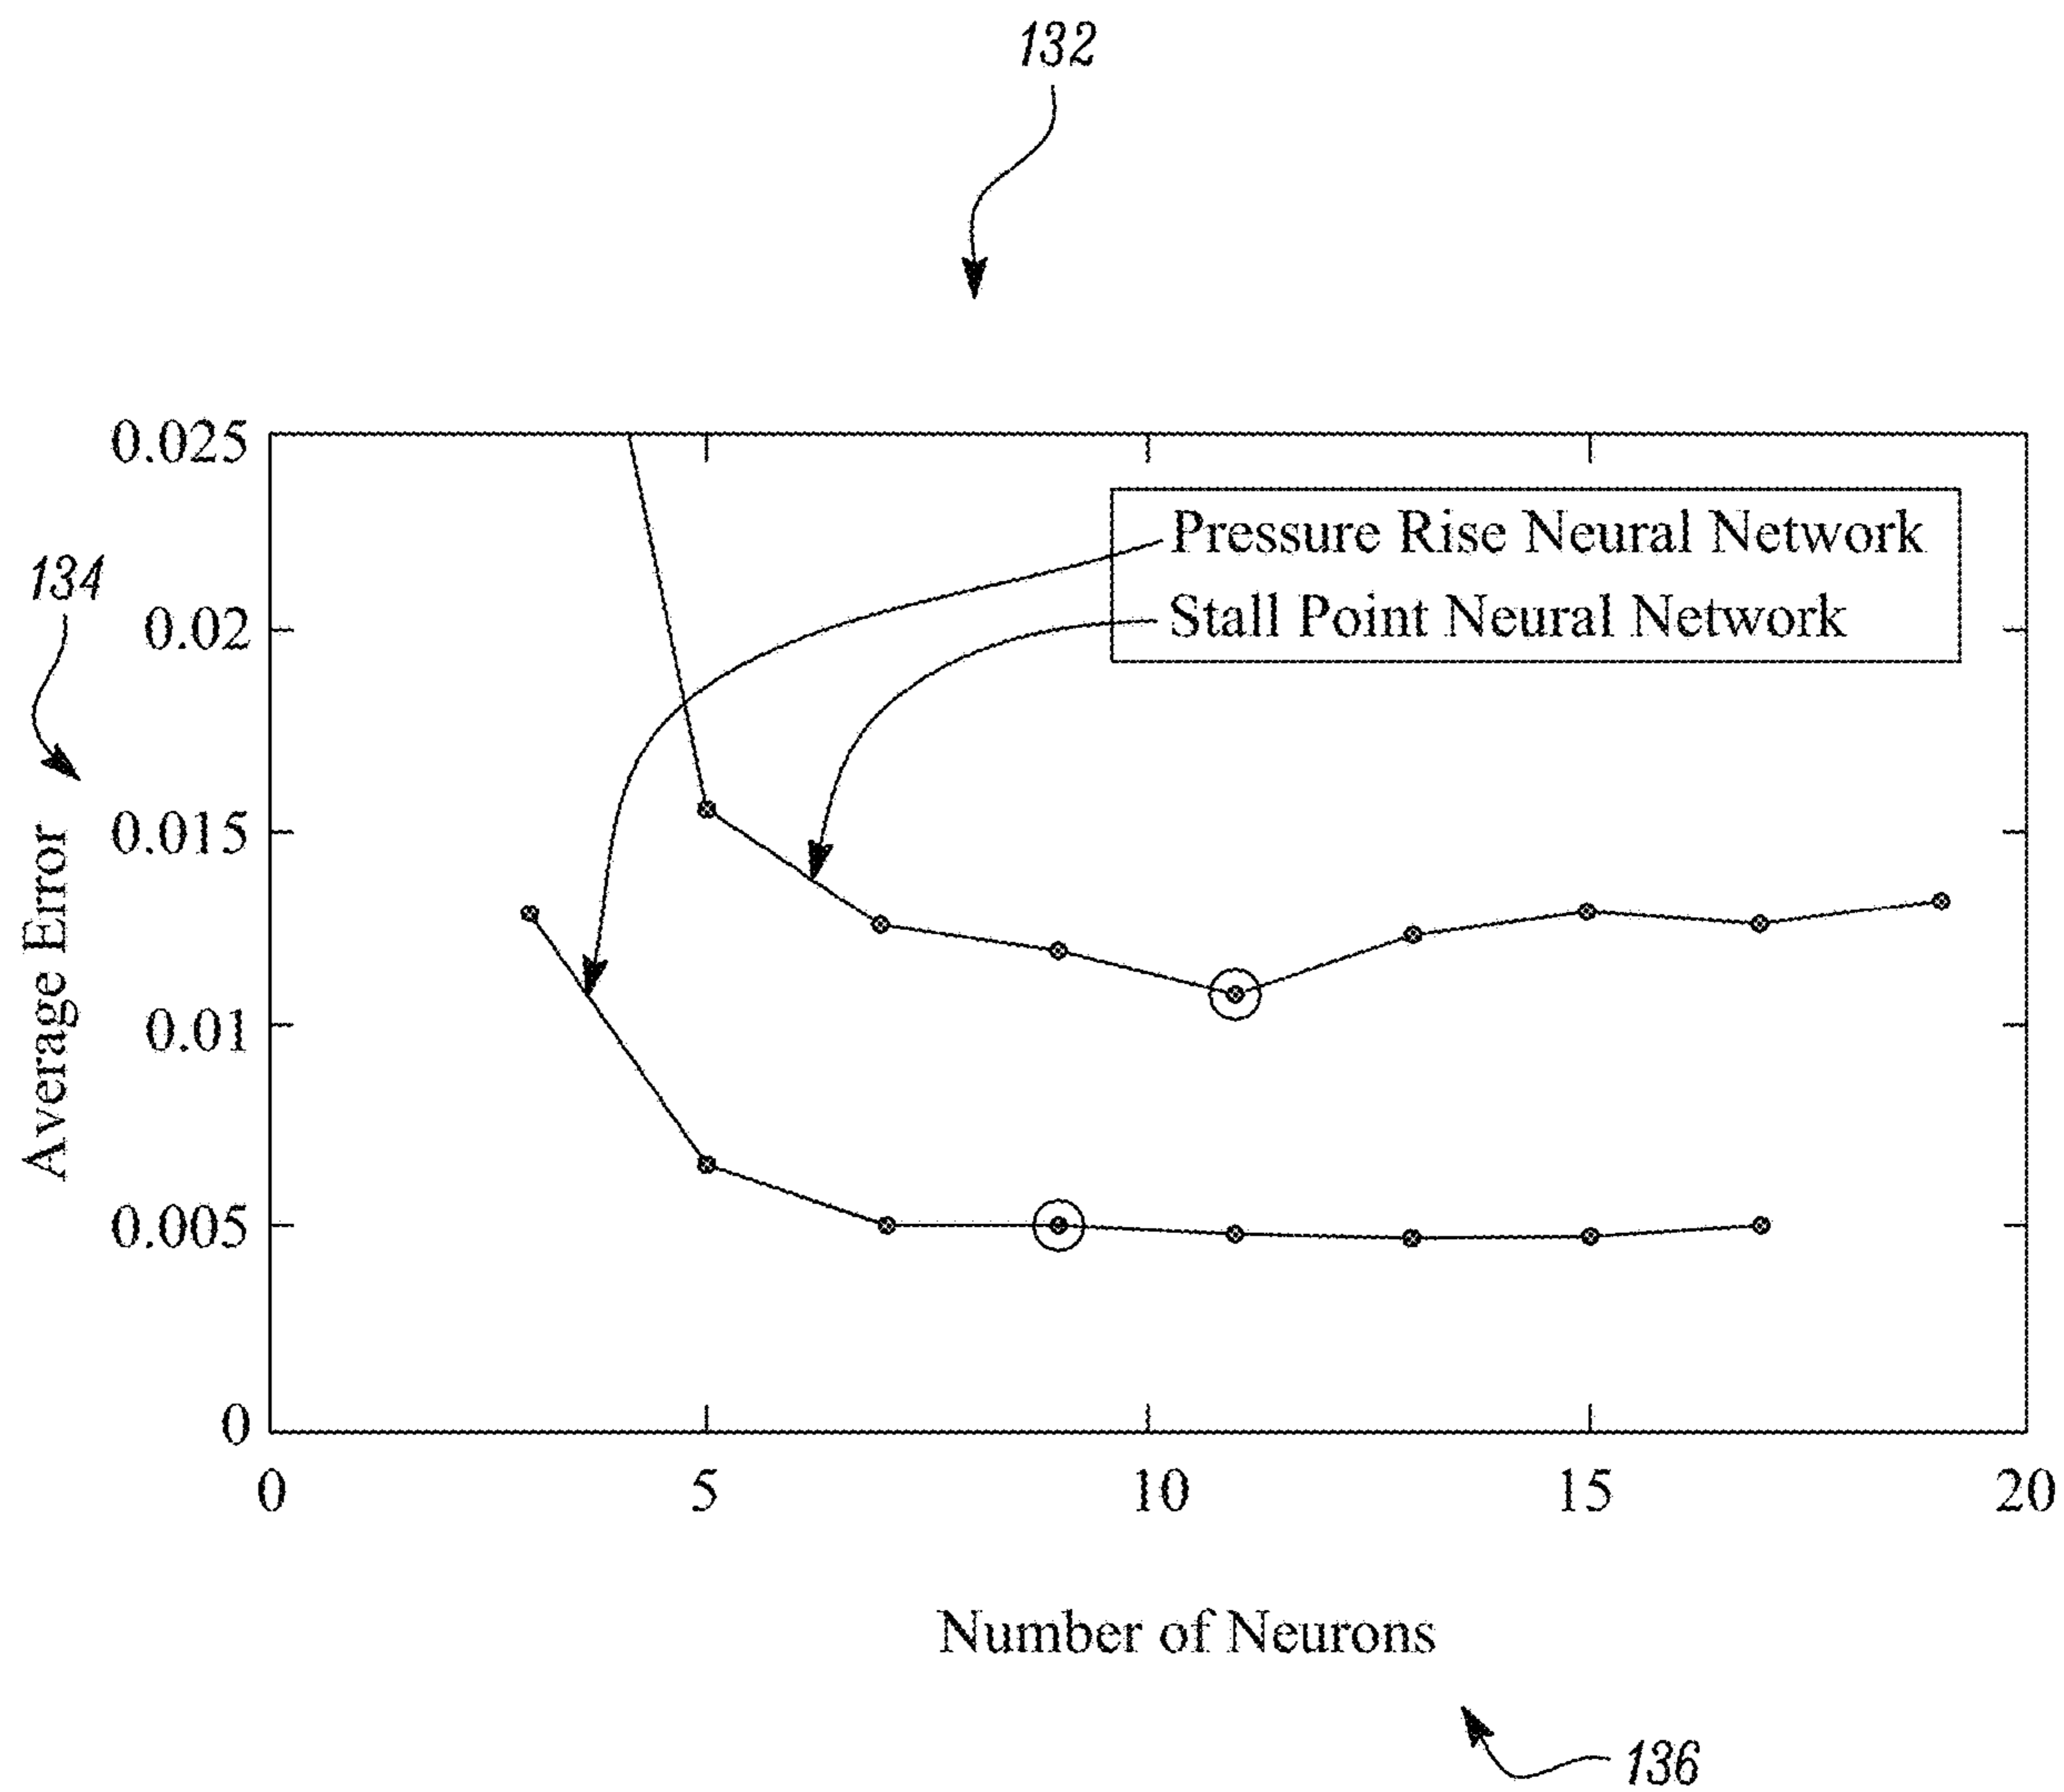 132
0.025
Pressure Rise Neural Network
134
0.02
Stall Point Neural Network
0.015
Average Error
0.01
0.005
0
0 5 10 15 20
Number of Neurons
136